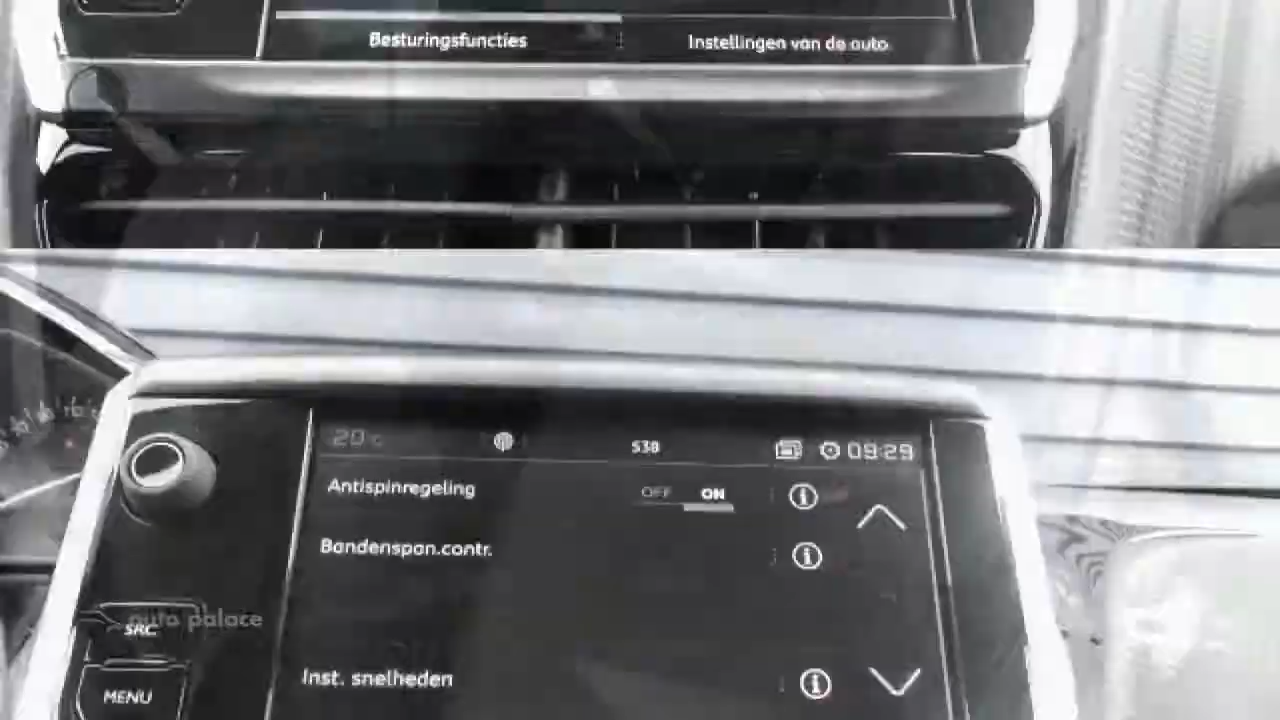 Besturingsfuncties
Instellingen van de auto
20
538
09:29
Antispinregeling
OFF ON
Bandenspan.contr.
auto palace
SRC
Inst. snelheden
MENU